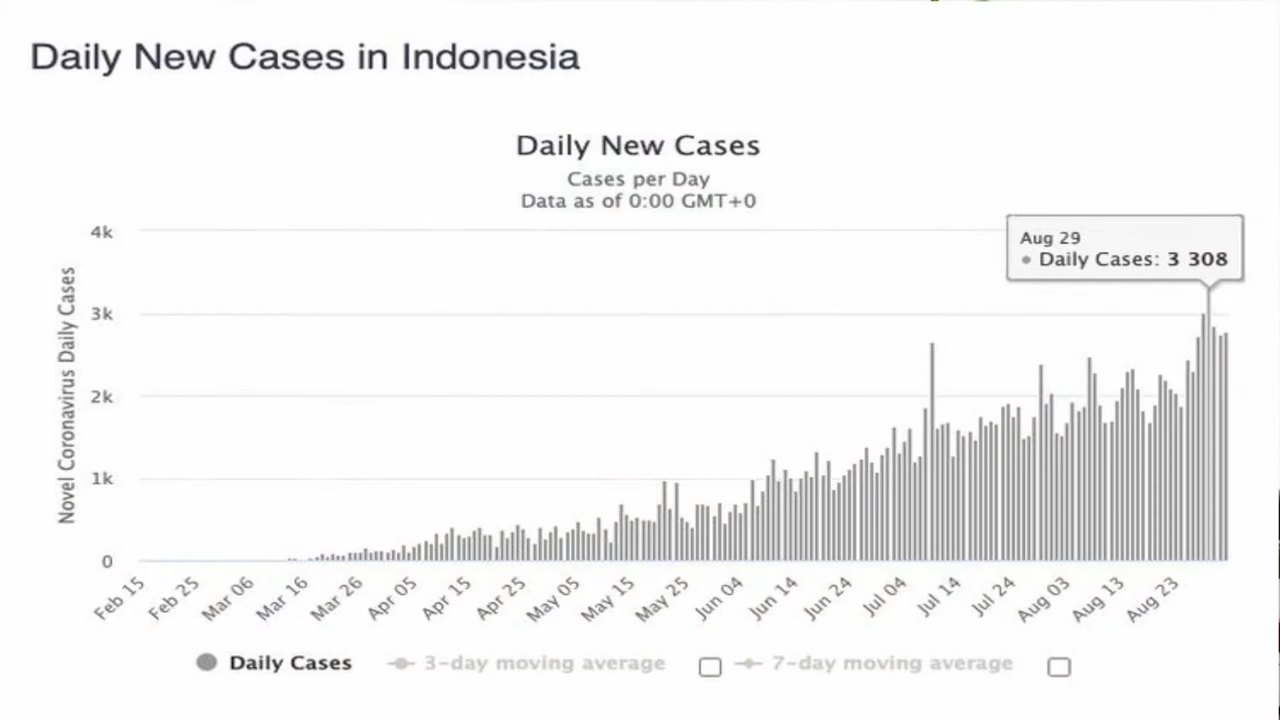 Daily New Cases in Indonesia
Daily New Cases
Cases per Day
Data as of 0:00 GMT+0
Novel Coronavirus Daily Cases
4k
3k
2k
1k
0
Aug 29
Daily Cases: 3 308
Feb 15 Feb 25 Mar 06 Mar 16 Mar 26 Apr 05 Apr 15 Apr 25 May 05 May 15 May 25 Jun 04 Jun 14 Jun 24 Jul 04 Jul 14 Jul 24 Aug 03 Aug 13 Aug 23
Daily Cases 3-day moving average 7-day moving average